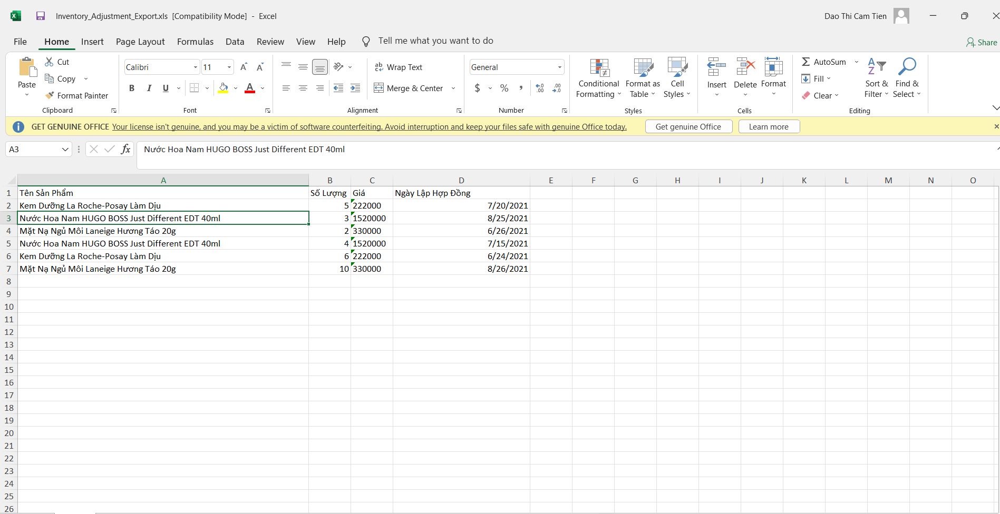 Inventory_Adjustment_Export.xls [Compatibility Mode] - Excel
Dao Thi Cam Tien
File Home Insert Page Layout Formulas Data Review View Help Tell me what you want to do
Share
Paste
Cut
Copy
Format Painter
Clipboard
Calibri 11
B I U
Font
Wrap Text
Merge & Center
Alignment
General
$ % ,
Number
Conditional Formatting
Format as Table
Cell Styles
Styles
Insert Delete Format
Cells
AutoSum
Fill
Clear
Sort & Filter
Find & Select
Editing
GET GENUINE OFFICE Your license isn't genuine, and you may be a victim of software counterfeiting. Avoid interruption and keep your files safe with genuine Office today. Get genuine Office Learn more
A3 fx Nước Hoa Nam HUGO BOSS Just Different EDT 40ml
A B C D E F G H I J K L M N O
1 Tên Sản Phẩm Số Lượng Giá Ngày Lập Hợp Đồng
2 Kem Dưỡng La Roche-Posay Làm Dịu 5 222000 7/20/2021
3 Nước Hoa Nam HUGO BOSS Just Different EDT 40ml 3 1520000 8/25/2021
4 Mặt Nạ Ngủ Môi Laneige Hương Táo 20g 2 330000 6/26/2021
5 Nước Hoa Nam HUGO BOSS Just Different EDT 40ml 4 1520000 7/15/2021
6 Kem Dưỡng La Roche-Posay Làm Dịu 6 222000 6/24/2021
7 Mặt Nạ Ngủ Môi Laneige Hương Táo 20g 10 330000 8/26/2021
8
9
10
11
12
13
14
15
16
17
18
19
20
21
22
23
24
25
26